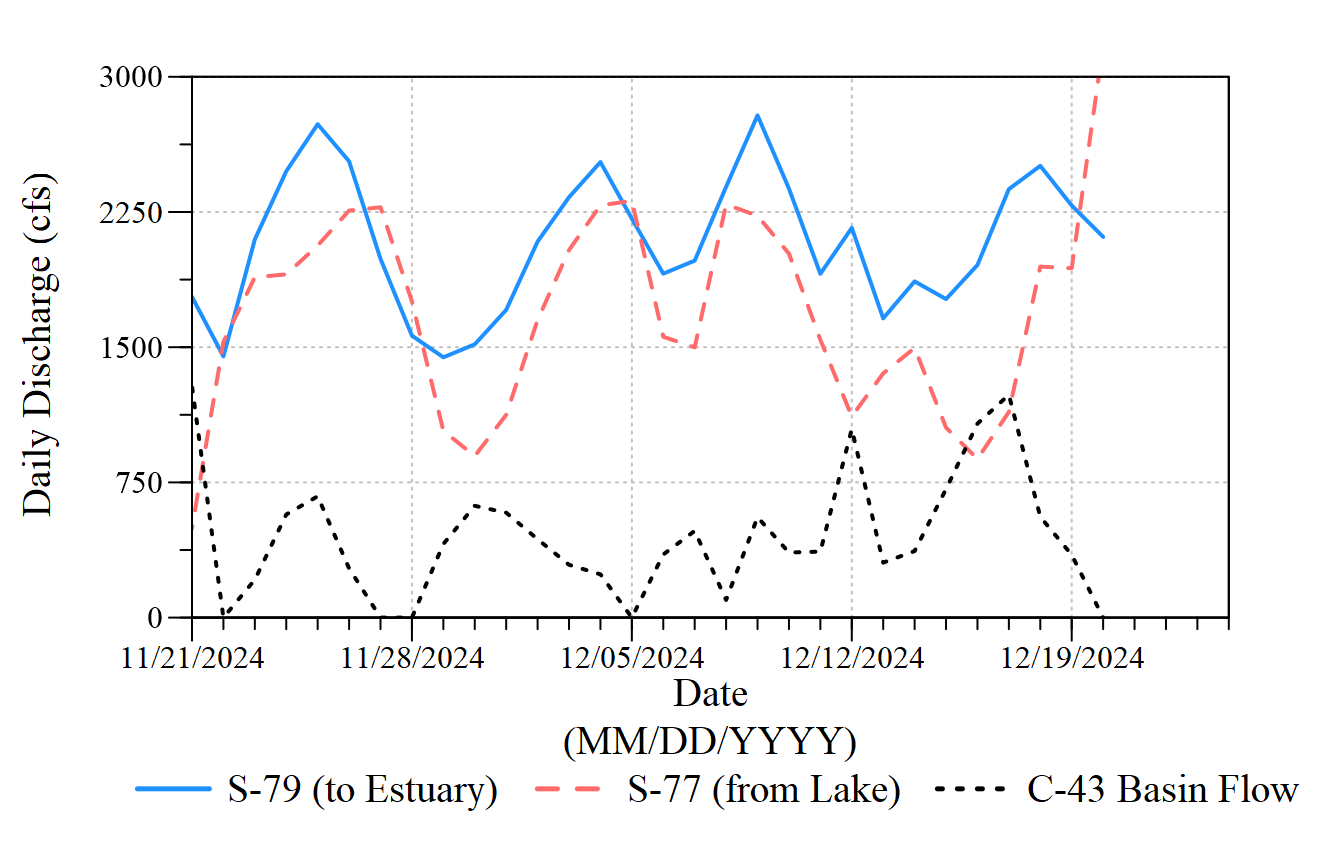 3000
2250
1500
750
0
Daily Discharge (cfs)
11/21/2024 11/28/2024 12/05/2024 12/12/2024 12/19/2024
Date
(MM/DD/YYYY)
S-79 (to Estuary) S-77 (from Lake) C-43 Basin Flow